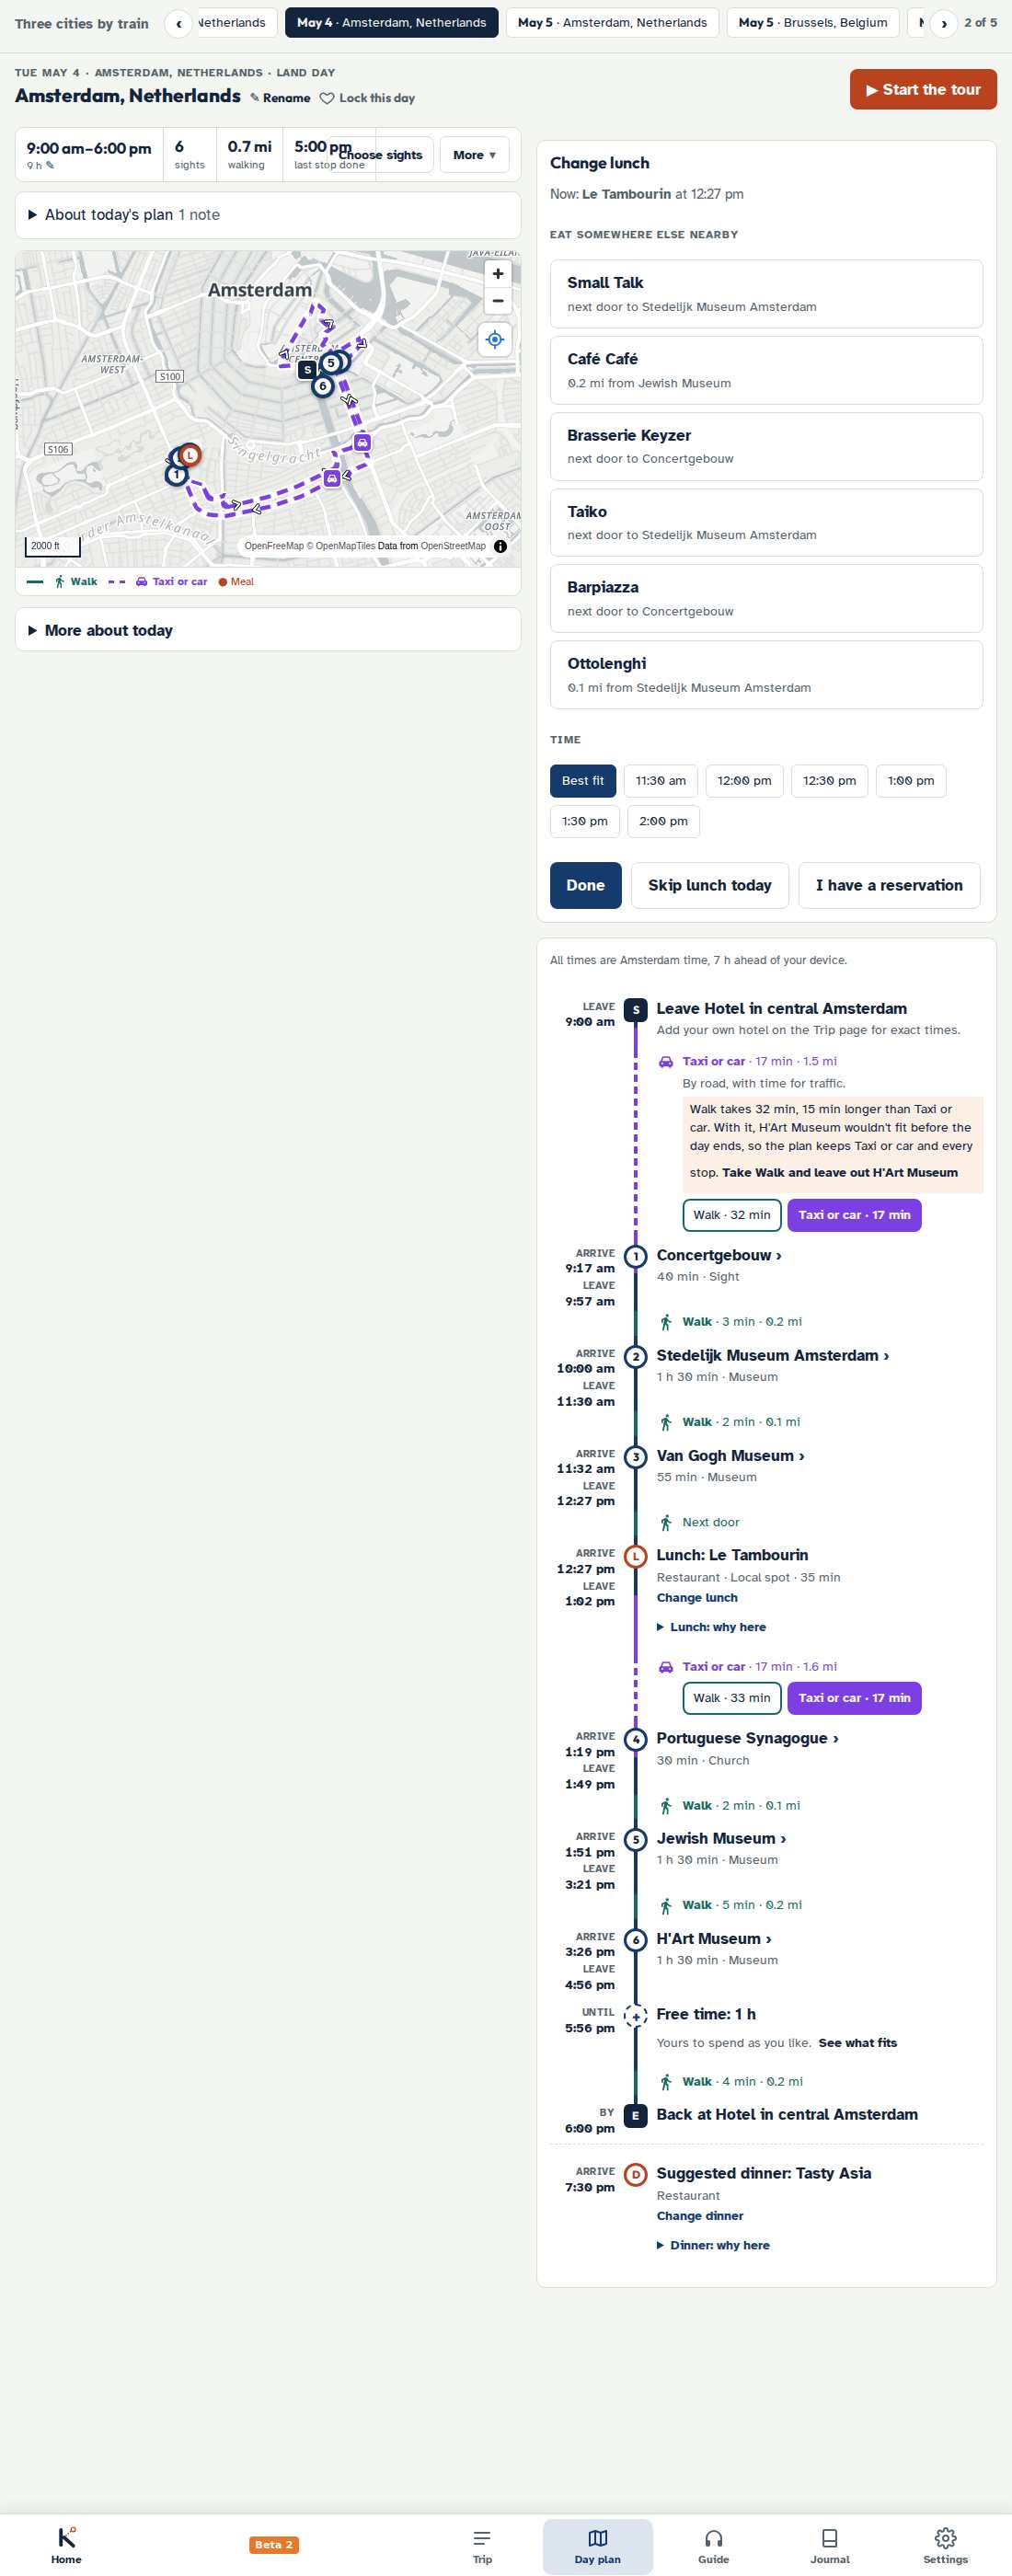 Three cities by train
‹
Netherlands
May 4 · Amsterdam, Netherlands
May 5 · Amsterdam, Netherlands
May 5 · Brussels, Belgium
›
2 of 5
TUE MAY 4 · AMSTERDAM, NETHERLANDS · LAND DAY
Amsterdam, Netherlands ✎ Rename Lock this day
▶ Start the tour
9:00 am–6:00 pm
9 h ✎
6
sights
0.7 mi
walking
5:00 pm
last stop done
Choose sights
More ▾
▶ About today's plan 1 note
JAVA-EILAN
Amsterdam
+
−
AMSTERDAM-
WEST
S100
S
5
6
S106
Singelgracht
L
1
der Amstelkanaal
AMSTERDAM
OOST
2000 ft
OpenFreeMap © OpenMapTiles Data from OpenStreetMap
Walk
Taxi or car
Meal
▶ More about today
Change lunch
Now: Le Tambourin at 12:27 pm
EAT SOMEWHERE ELSE NEARBY
Small Talk
next door to Stedelijk Museum Amsterdam
Café Café
0.2 mi from Jewish Museum
Brasserie Keyzer
next door to Concertgebouw
Taiko
next door to Stedelijk Museum Amsterdam
Barpiazza
next door to Concertgebouw
Ottolenghi
0.1 mi from Stedelijk Museum Amsterdam
TIME
Best fit
11:30 am
12:00 pm
12:30 pm
1:00 pm
1:30 pm
2:00 pm
Done
Skip lunch today
I have a reservation
All times are Amsterdam time, 7 h ahead of your device.
LEAVE
9:00 am
S
Leave Hotel in central Amsterdam
Add your own hotel on the Trip page for exact times.
Taxi or car · 17 min · 1.5 mi
By road, with time for traffic.
Walk takes 32 min, 15 min longer than Taxi or
car. With it, H'Art Museum wouldn't fit before the
day ends, so the plan keeps Taxi or car and every
stop. Take Walk and leave out H'Art Museum
Walk · 32 min
Taxi or car · 17 min
ARRIVE
9:17 am
LEAVE
9:57 am
1
Concertgebouw ›
40 min · Sight
Walk · 3 min · 0.2 mi
ARRIVE
10:00 am
LEAVE
11:30 am
2
Stedelijk Museum Amsterdam ›
1 h 30 min · Museum
Walk · 2 min · 0.1 mi
ARRIVE
11:32 am
LEAVE
12:27 pm
3
Van Gogh Museum ›
55 min · Museum
Next door
ARRIVE
12:27 pm
LEAVE
1:02 pm
L
Lunch: Le Tambourin
Restaurant · Local spot · 35 min
Change lunch
▶ Lunch: why here
Taxi or car · 17 min · 1.6 mi
Walk · 33 min
Taxi or car · 17 min
ARRIVE
1:19 pm
LEAVE
1:49 pm
4
Portuguese Synagogue ›
30 min · Church
Walk · 2 min · 0.1 mi
ARRIVE
1:51 pm
LEAVE
3:21 pm
5
Jewish Museum ›
1 h 30 min · Museum
Walk · 5 min · 0.2 mi
ARRIVE
3:26 pm
LEAVE
4:56 pm
6
H'Art Museum ›
1 h 30 min · Museum
UNTIL
5:56 pm
+
Free time: 1 h
Yours to spend as you like. See what fits
Walk · 4 min · 0.2 mi
BY
6:00 pm
E
Back at Hotel in central Amsterdam
ARRIVE
7:30 pm
D
Suggested dinner: Tasty Asia
Restaurant
Change dinner
▶ Dinner: why here
Home
Beta 2
Trip
Day plan
Guide
Journal
Settings